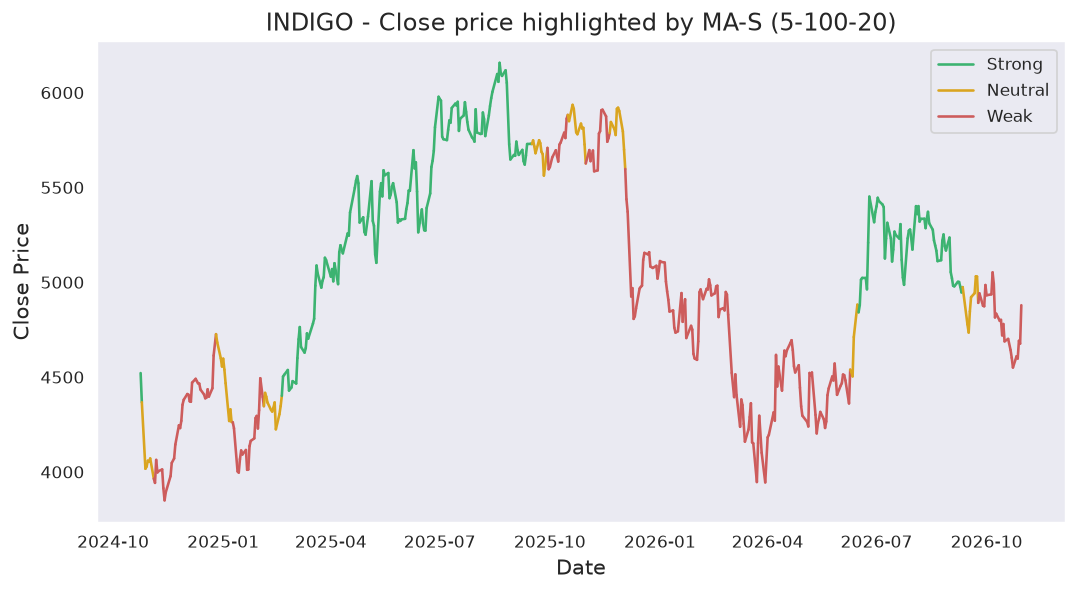 INDIGO - Close price highlighted by MA-S (5-100-20)
Strong
Neutral
Weak
Close Price
6000
5500
5000
4500
4000
2024-10 2025-01 2025-04 2025-07 2025-10 2026-01 2026-04 2026-07 2026-10
Date